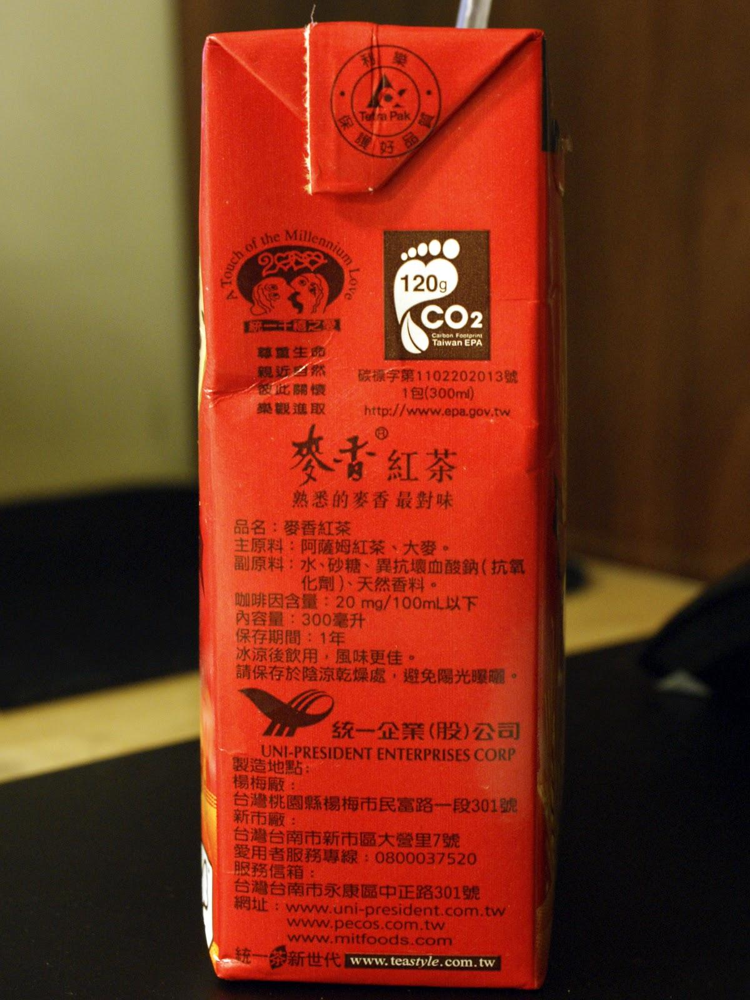 利樂
Tetra Pak
保護好品質
A Touch of the Millennium Love
2000
統一千禧之愛
尊重生命
親近自然
彼此關懷
樂觀進取
120g
CO2
Carbon Footprint
Taiwan EPA
碳標字第1102202013號
1包(300ml)
http://www.epa.gov.tw
麥香®紅茶
熟悉的麥香 最對味
品名：麥香紅茶
主原料：阿薩姆紅茶、大麥。
副原料：水、砂糖、異抗壞血酸鈉(抗氧
化劑)、天然香料。
咖啡因含量：20 mg/100mL以下
內容量：300毫升
保存期間：1年
冰涼後飲用，風味更佳。
請保存於陰涼乾燥處，避免陽光曝曬。
統一企業(股)公司
UNI-PRESIDENT ENTERPRISES CORP
製造地點：
楊梅廠：
台灣桃園縣楊梅市民富路一段301號
新市廠：
台灣台南市新市區大營里7號
愛用者服務專線：0800037520
服務信箱：
台灣台南市永康區中正路301號
網址：www.uni-president.com.tw
www.pecos.com.tw
www.mitfoods.com
統一茶新世代 www.teastyle.com.tw